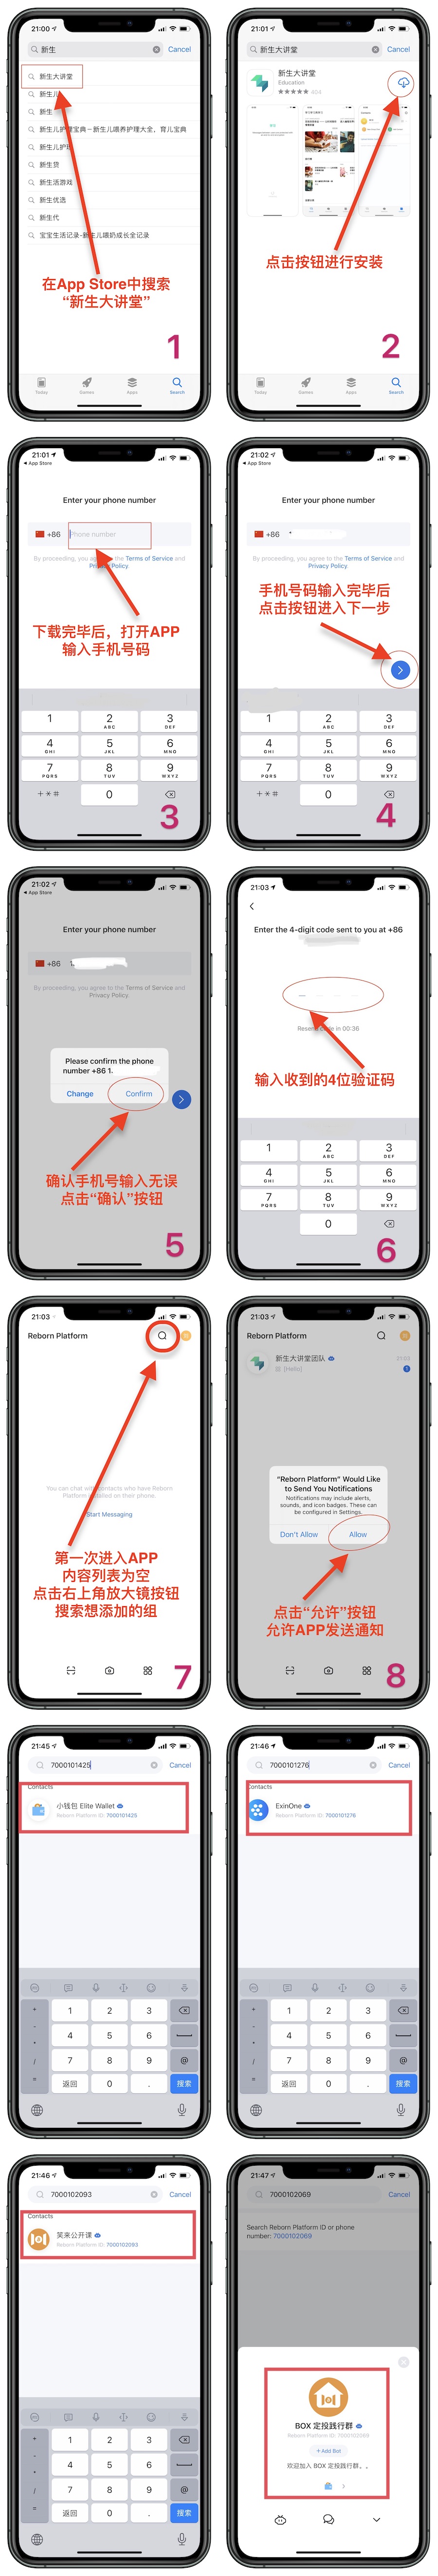 21:00
新生
Cancel
新生大讲堂
新生儿
新生
新生儿护理宝典－新生儿喂养护理大全，育儿宝典
新生儿护理
新生贷
新生活游戏
新生优选
新生代
宝宝生活记录-新生儿喂奶成长全记录
在App Store中搜索
“新生大讲堂”
1
Today
Games
Apps
Search
21:01
新生大讲堂
Cancel
新生大讲堂
Education
404
点击按钮进行安装
2
Today
Games
Apps
Search
21:01
App Store
Enter your phone number
+86
Phone number
By proceeding, you agree to the Terms of Service and
Privacy Policy.
下载完毕后，打开APP
输入手机号码
1 2 3
ABC DEF
4 5 6
GHI JKL MNO
7 8 9
PQRS TUV WXYZ
+*# 0
3
21:02
App Store
Enter your phone number
+86
By proceeding, you agree to the Terms of Service and
Privacy Policy.
手机号码输入完毕后
点击按钮进入下一步
1 2 3
ABC DEF
4 5 6
GHI JKL MNO
7 8 9
PQRS TUV WXYZ
+*# 0
4
21:02
App Store
Enter your phone number
+86 1
By proceeding, you agree to the Terms of Service and
Privacy Policy.
Please confirm the phone
number +86 1.
Change
Confirm
确认手机号输入无误
点击“确认”按钮
5
21:03
Enter the 4-digit code sent to you at +86
Resend code in 00:36
输入收到的4位验证码
1 2 3
ABC DEF
4 5 6
GHI JKL MNO
7 8 9
PQRS TUV WXYZ
0
6
21:03
Reborn Platform
You can chat with contacts who have Reborn
Platform installed on their phone.
Start Messaging
第一次进入APP
内容列表为空
点击右上角放大镜按钮
搜索想添加的组
7
21:03
Reborn Platform
新生大讲堂团队
[Hello]
1
“Reborn Platform” Would Like
to Send You Notifications
Notifications may include alerts,
sounds, and icon badges. These can
be configured in Settings.
Don't Allow
Allow
点击“允许”按钮
允许APP发送通知
8
21:45
7000101425
Cancel
Contacts
小钱包 Elite Wallet
Reborn Platform ID: 7000101425
+ 1 2 3
- 4 5 6
* 7 8 9 @
/
= 返回 0 . 搜索
21:46
7000101276
Cancel
Contacts
ExinOne
Reborn Platform ID: 7000101276
+ 1 2 3
- 4 5 6
* 7 8 9 @
/
= 返回 0 . 搜索
21:46
7000102093
Cancel
Contacts
笑来公开课
Reborn Platform ID: 7000102093
+ 1 2 3
- 4 5 6
* 7 8 9 @
/
= 返回 0 . 搜索
21:47
7000102069
Cancel
Search Reborn Platform ID or phone
number: 7000102069
BOX 定投践行群
Reborn Platform ID: 7000102069
+Add Bot
欢迎加入 BOX 定投践行群。。